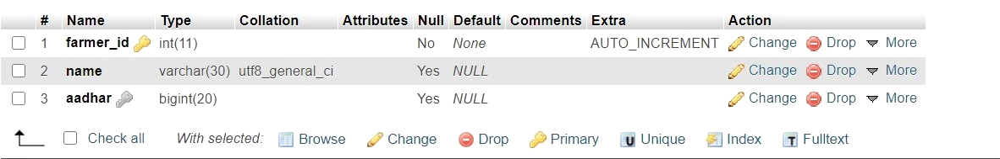 # Name Type Collation Attributes Null Default Comments Extra Action
1 farmer_id int(11) No None AUTO_INCREMENT Change Drop More
2 name varchar(30) utf8_general_ci Yes NULL Change Drop More
3 aadhar bigint(20) Yes NULL Change Drop More
Check all With selected: Browse Change Drop Primary U Unique Index T Fulltext